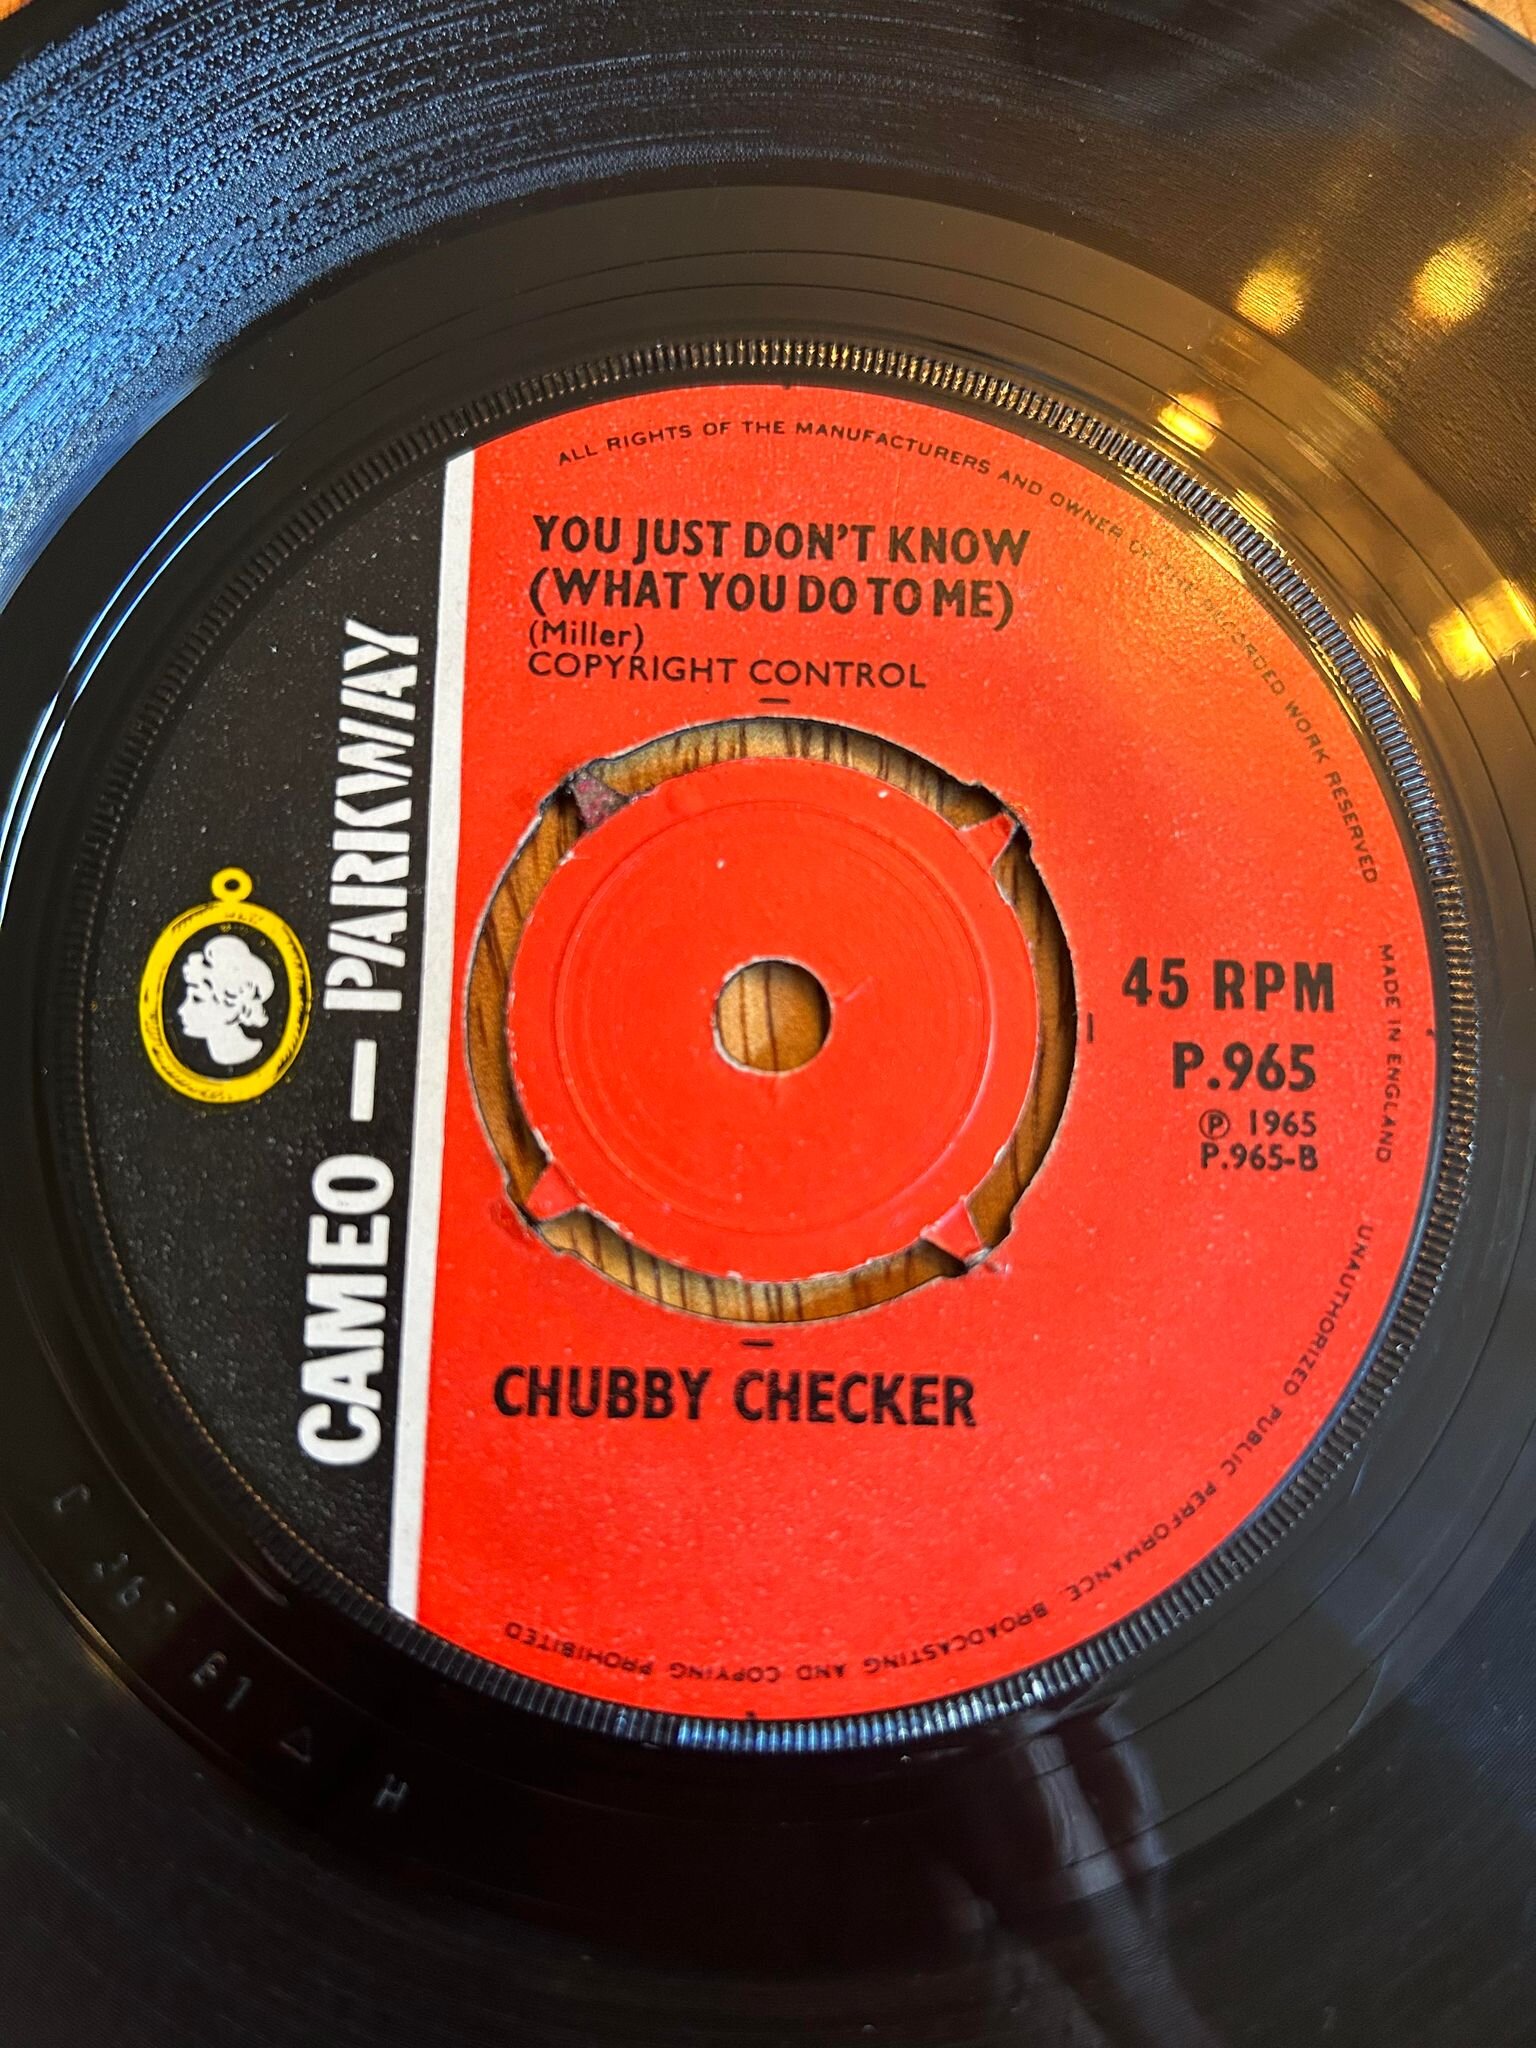 ALL RIGHTS OF THE MANUFACTURERS AND OWNER OF THE RECORDED WORK RESERVED
YOU JUST DON'T KNOW
(WHAT YOU DO TO ME)
(Miller)
COPYRIGHT CONTROL
CAMEO — PARKWAY
45 RPM
P.965
℗ 1965
P.965-B
MADE IN ENGLAND
CHUBBY CHECKER
UNAUTHORIZED PUBLIC PERFORMANCE, BROADCASTING AND COPYING PROHIBITED